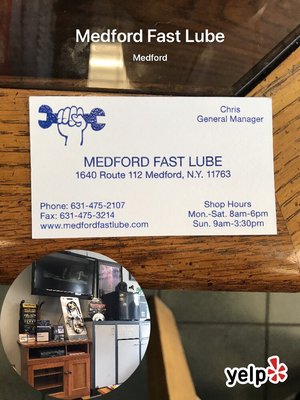 Medford Fast Lube
Medford
Chris
General Manager
MEDFORD FAST LUBE
1640 Route 112 Medford, N.Y. 11763
Phone: 631-475-2107
Fax: 631-475-3214
www.medfordfastlube.com
Shop Hours
Mon.-Sat. 8am-6pm
Sun. 9am-3:30pm
yelp